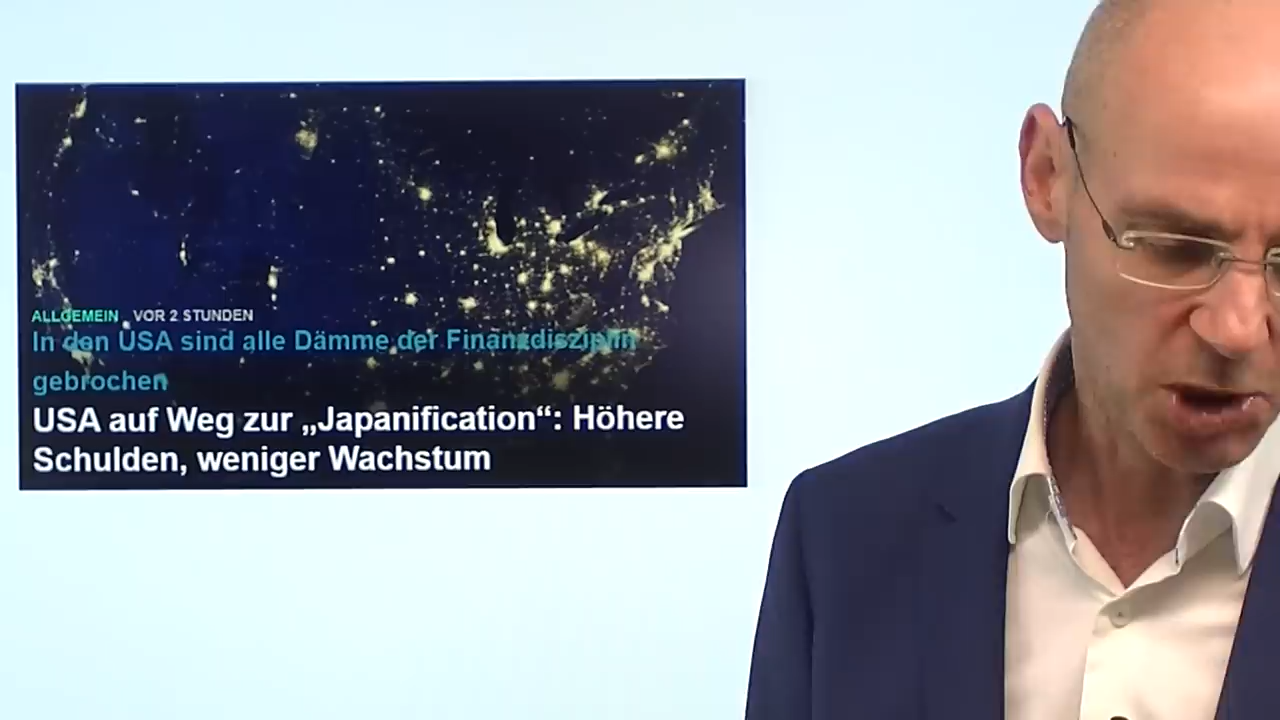 ALLGEMEIN VOR 2 STUNDEN
In den USA sind alle Dämme der Finanzdisziplin
gebrochen
USA auf Weg zur „Japanification“: Höhere
Schulden, weniger Wachstum